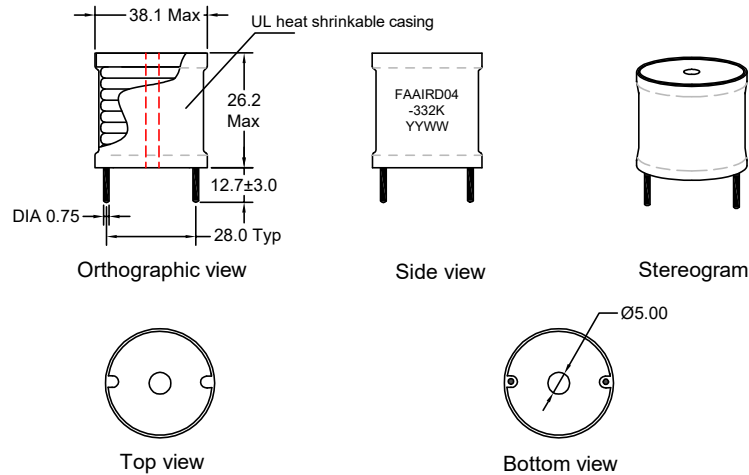 38.1 Max
UL heat shrinkable casing
26.2
Max
12.7±3.0
DIA 0.75
28.0 Typ
Orthographic view
FAAIRD04
-332K
YYWW
Side view
Stereogram
Top view
Ø5.00
Bottom view